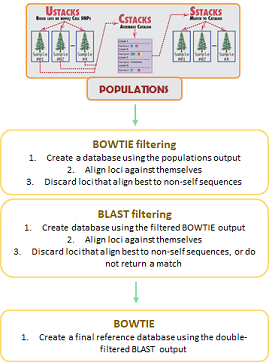 USTACKS
BUILD LOCI DE NOVO; CALL SNPS
CSTACKS
ASSEMBLE CATALOG
SSTACKS
MATCH TO CATALOG
Sample #01
Sample #02
Sample #X
Sample #01
Sample #02
Sample #X
POPULATIONS
BOWTIE filtering
1. Create a database using the populations output
2. Align loci against themselves
3. Discard loci that align best to non-self sequences
BLAST filtering
1. Create database using the filtered BOWTIE output
2. Align loci against themselves
3. Discard loci that align best to non-self sequences, or do
not return a match
BOWTIE
1. Create a final reference database using the double-
filtered BLAST output